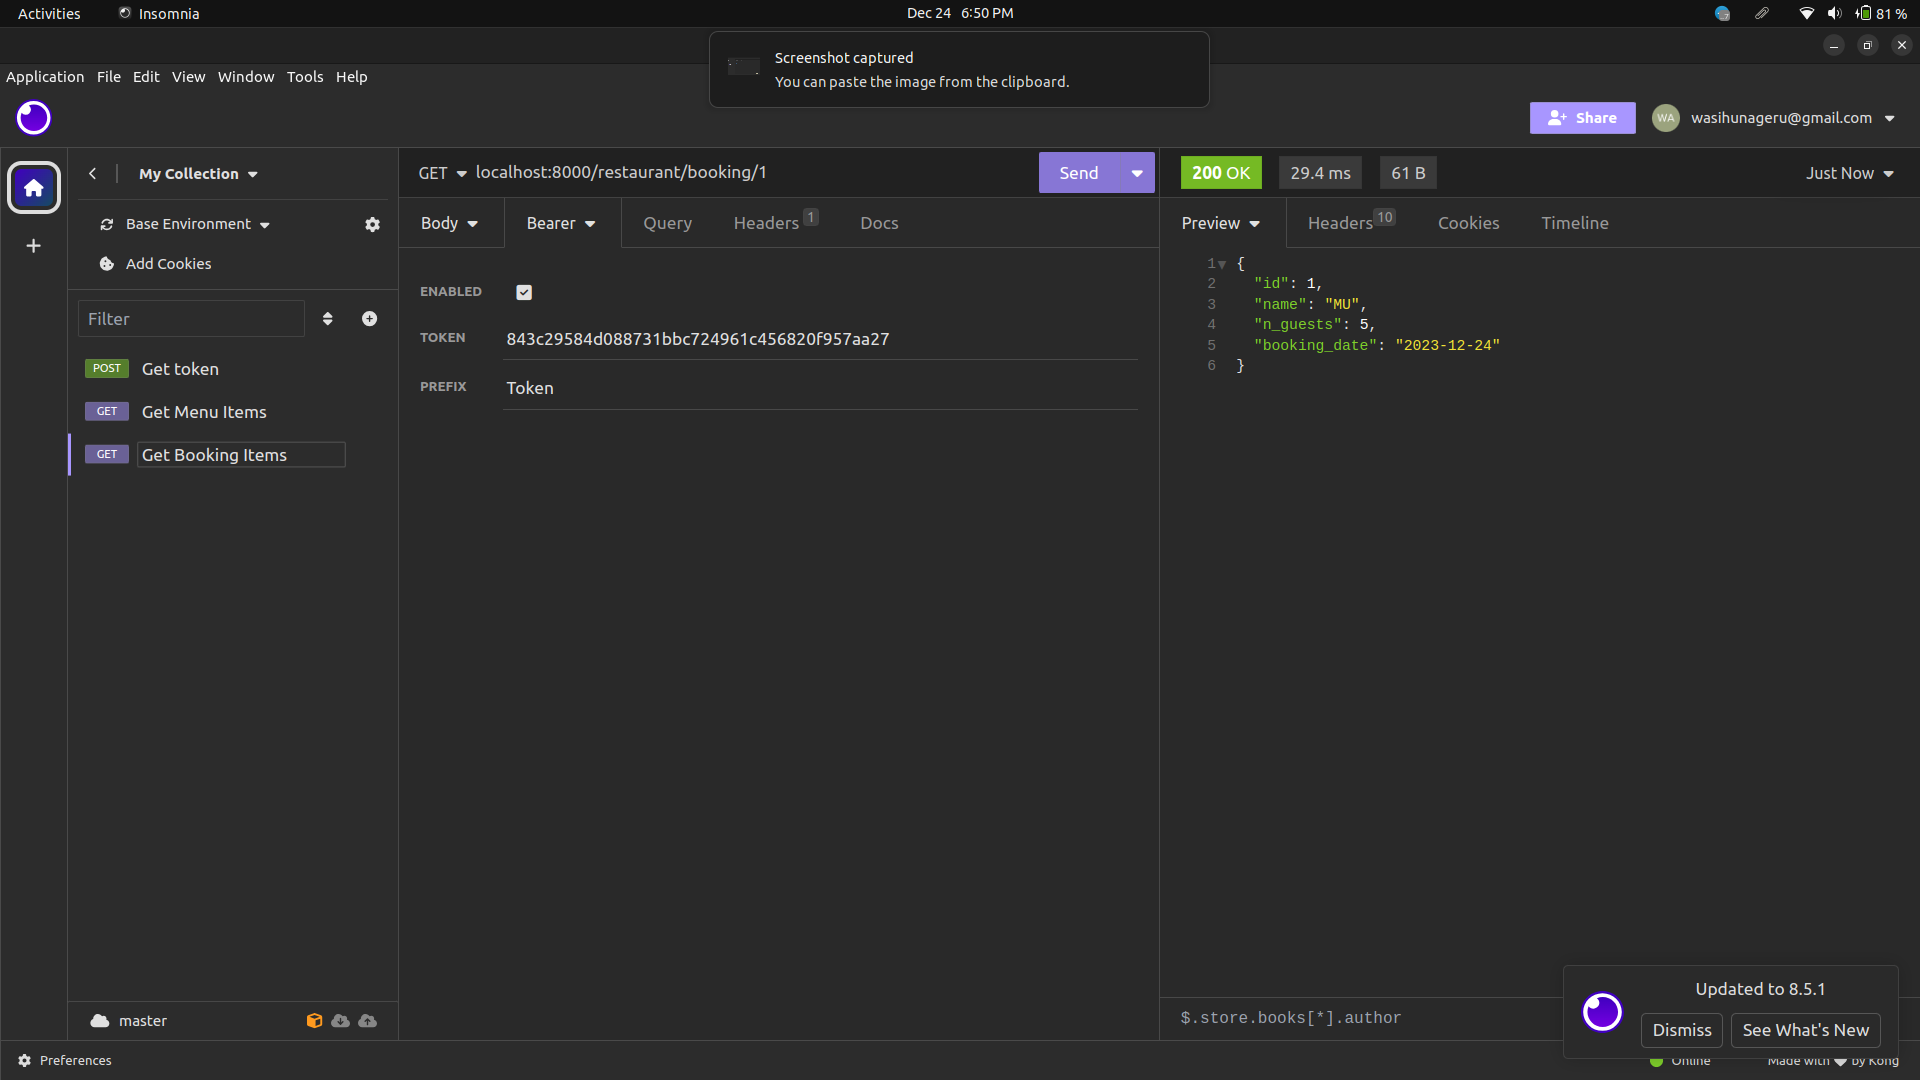 Activities Insomnia Dec 24 6:50 PM 81 %
Screenshot captured
You can paste the image from the clipboard.
Application File Edit View Window Tools Help
Share WA wasihunageru@gmail.com
My Collection
Base Environment
Add Cookies
Filter
POST Get token
GET Get Menu Items
GET Get Booking Items
master
GET localhost:8000/restaurant/booking/1 Send
Body Bearer Query Headers 1 Docs
ENABLED
TOKEN 843c29584d088731bbc724961c456820f957aa27
PREFIX Token
200 OK 29.4 ms 61 B Just Now
Preview Headers 10 Cookies Timeline
1 {
2 "id": 1,
3 "name": "MU",
4 "n_guests": 5,
5 "booking_date": "2023-12-24"
6 }
$.store.books[*].author
Updated to 8.5.1
Dismiss See What's New
Preferences Online Made with by Kong